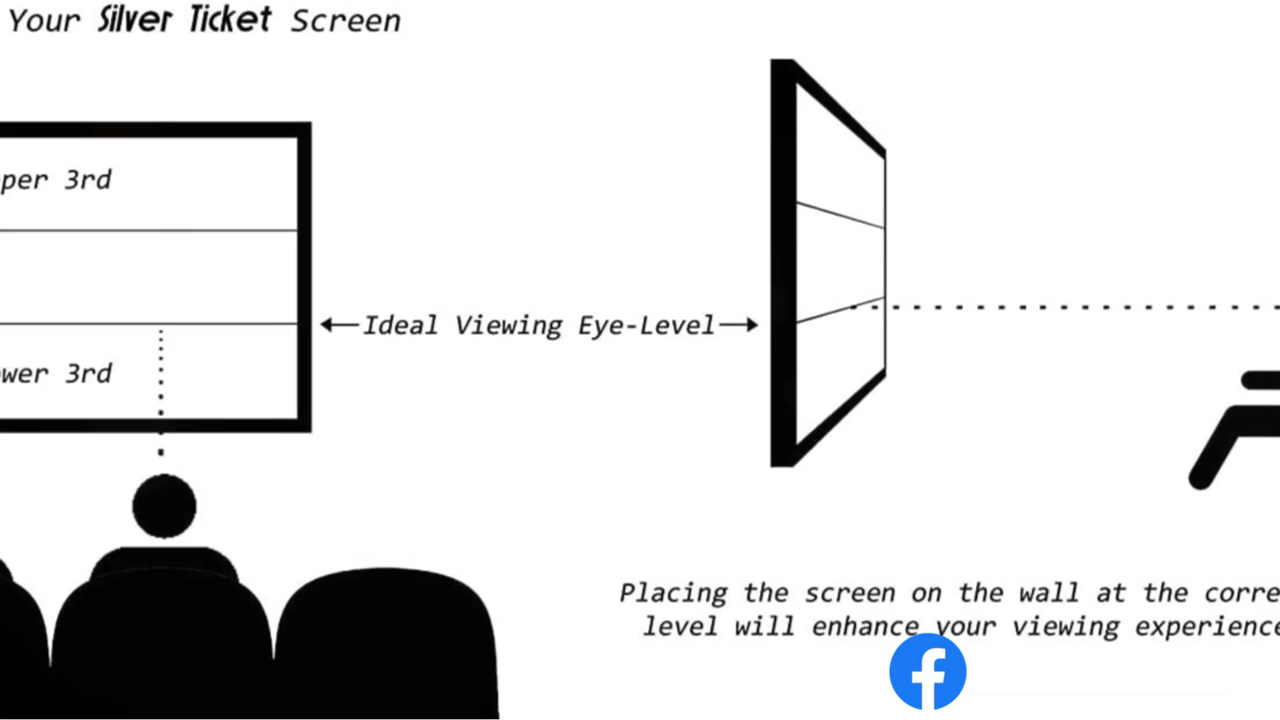 Your Silver Ticket Screen
per 3rd
wer 3rd
Ideal Viewing Eye-Level
Placing the screen on the wall at the corre
level will enhance your viewing experience